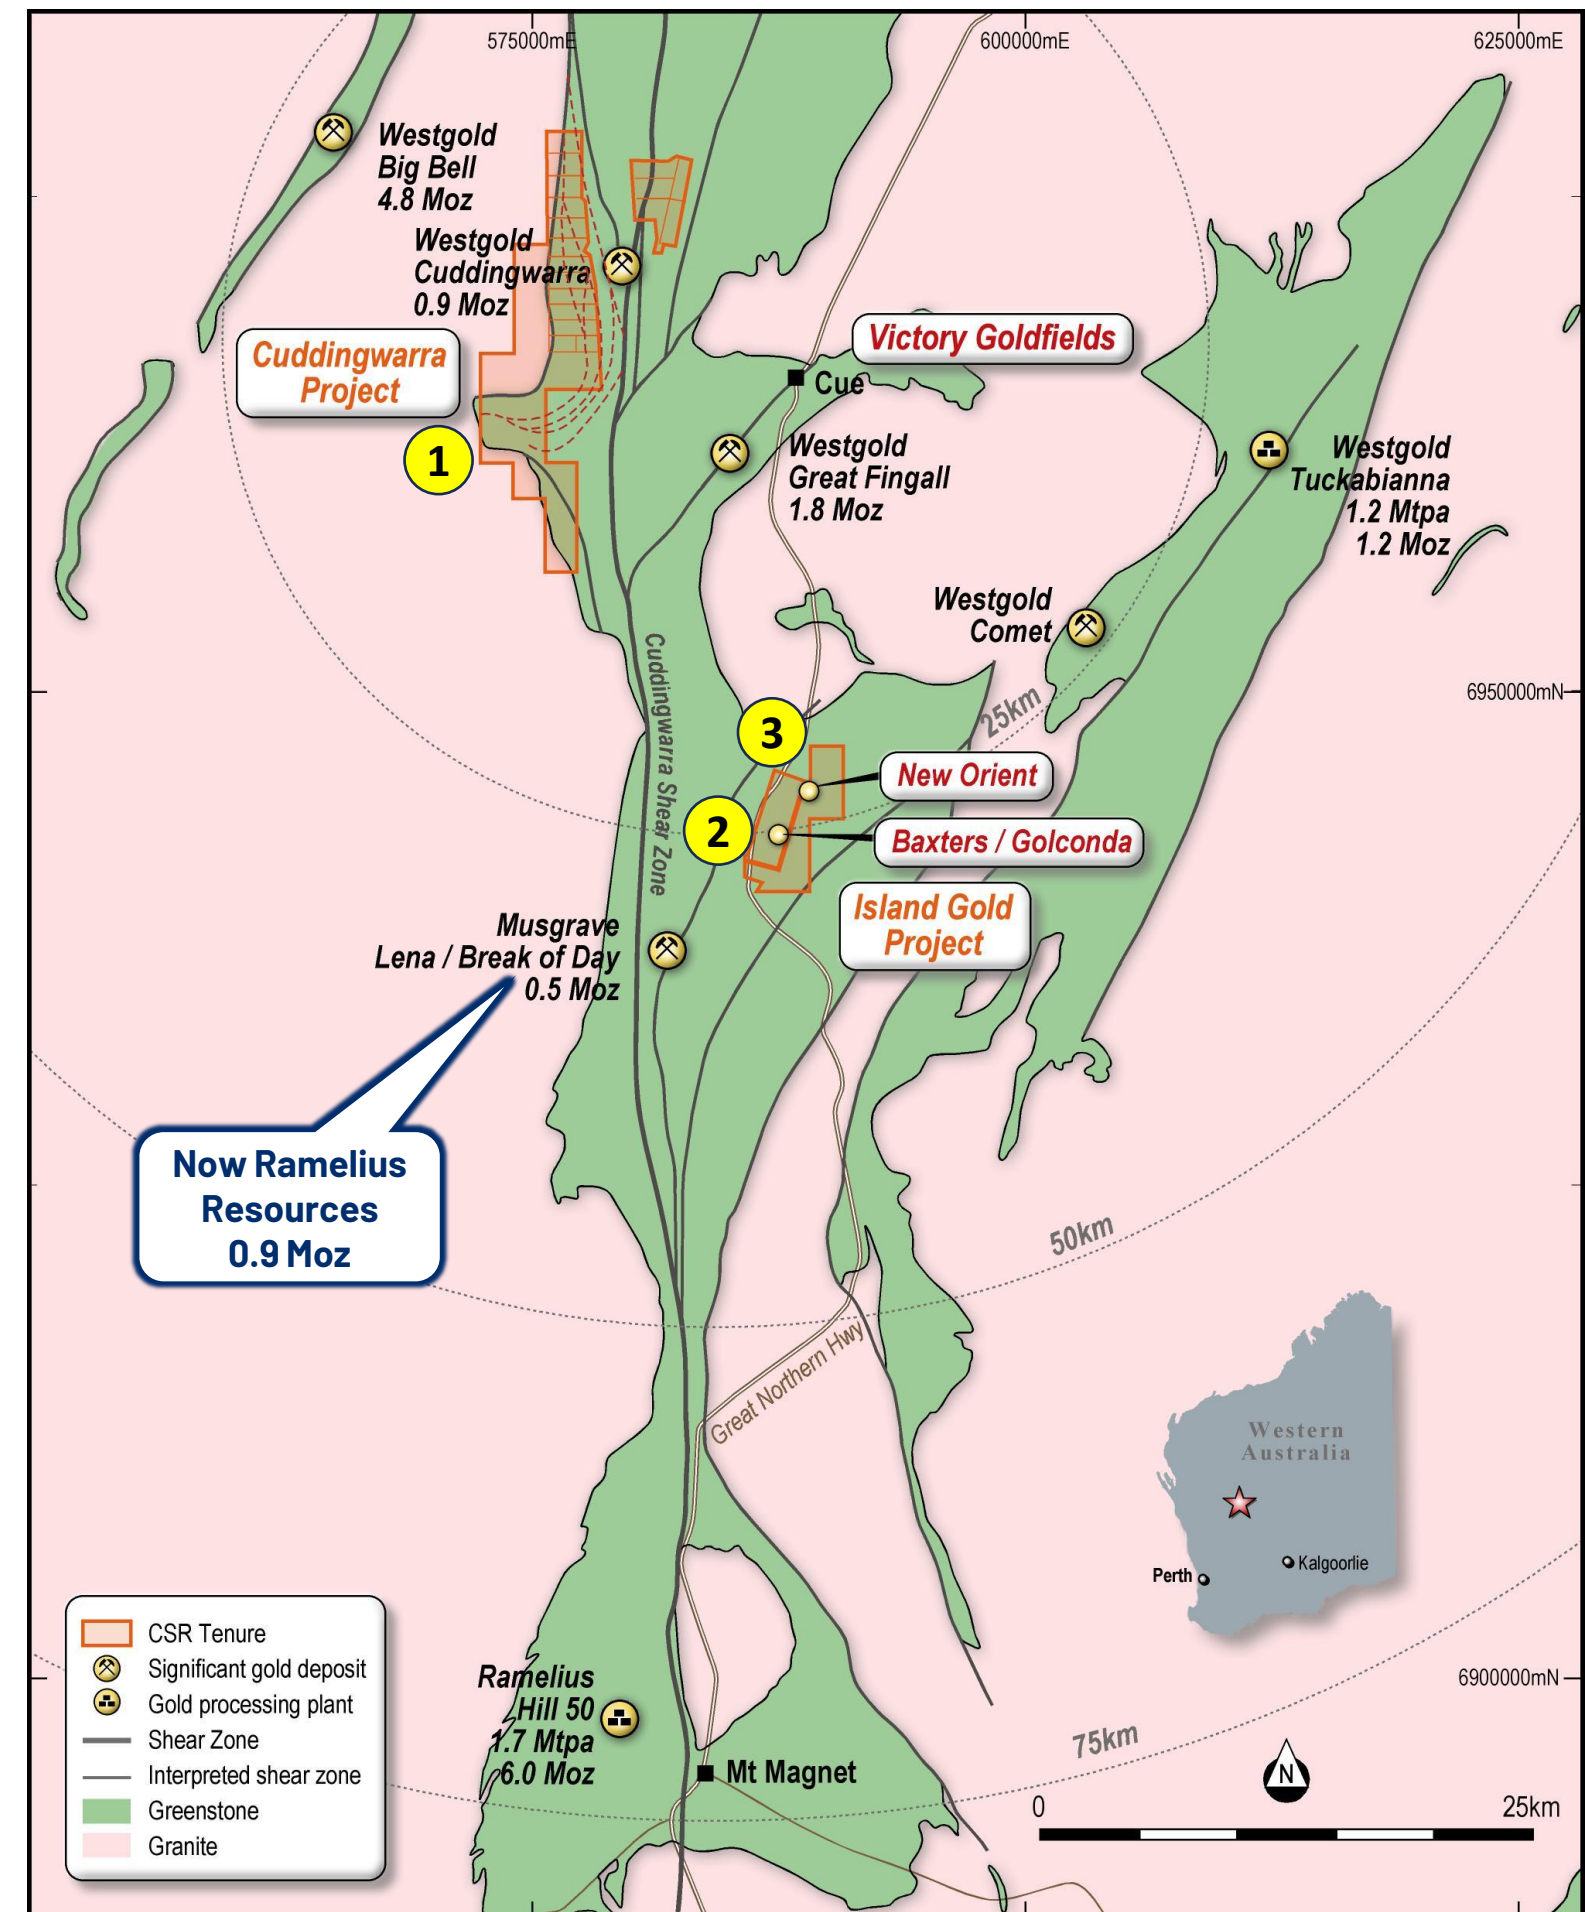 575000mE
600000mE
625000mE
Westgold
Big Bell
4.8 Moz
Westgold
Cuddingwarra
0.9 Moz
Cuddingwarra
Project
1
Victory Goldfields
Cue
Westgold
Great Fingall
1.8 Moz
Westgold
Tuckabianna
1.2 Mtpa
1.2 Moz
Westgold
Comet
Cuddingwarra Shear Zone
6950000mN
25km
3
New Orient
2
Baxters / Golconda
Island Gold
Project
Musgrave
Lena / Break of Day
0.5 Moz
Now Ramelius
Resources
0.9 Moz
50km
Great Northern Hwy
Western
Australia
Perth
Kalgoorlie
CSR Tenure
Significant gold deposit
Gold processing plant
Shear Zone
Interpreted shear zone
Greenstone
Granite
Ramelius
Hill 50
1.7 Mtpa
6.0 Moz
Mt Magnet
6900000mN
75km
N
0
25km